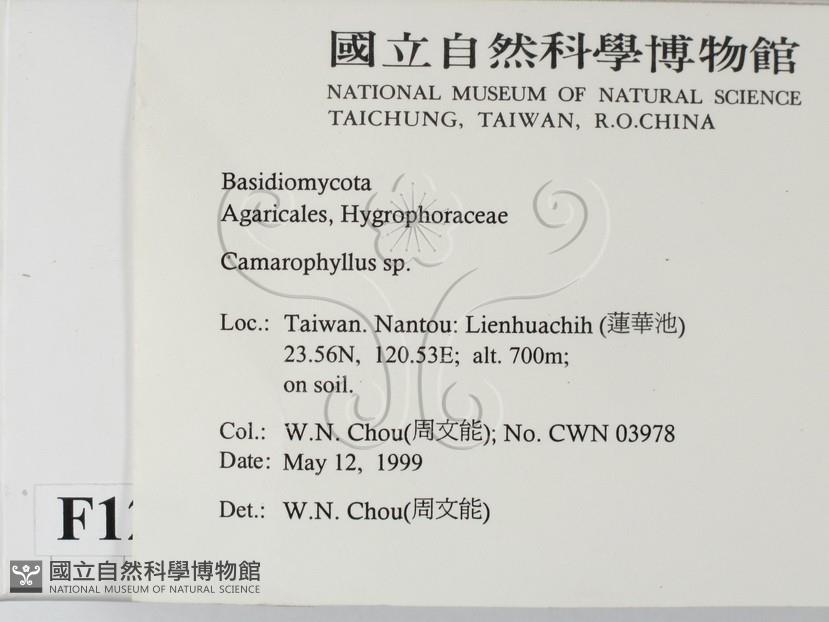 國立自然科學博物館
NATIONAL MUSEUM OF NATURAL SCIENCE
TAICHUNG, TAIWAN, R.O.CHINA
Basidiomycota
Agaricales, Hygrophoraceae
Camarophyllus sp.
Loc.: Taiwan. Nantou: Lienhuachih (蓮華池)
23.56N, 120.53E; alt. 700m;
on soil.
Col.: W.N. Chou(周文能); No. CWN 03978
Date: May 12, 1999
Det.: W.N. Chou(周文能)
國立自然科學博物館
NATIONAL MUSEUM OF NATURAL SCIENCE